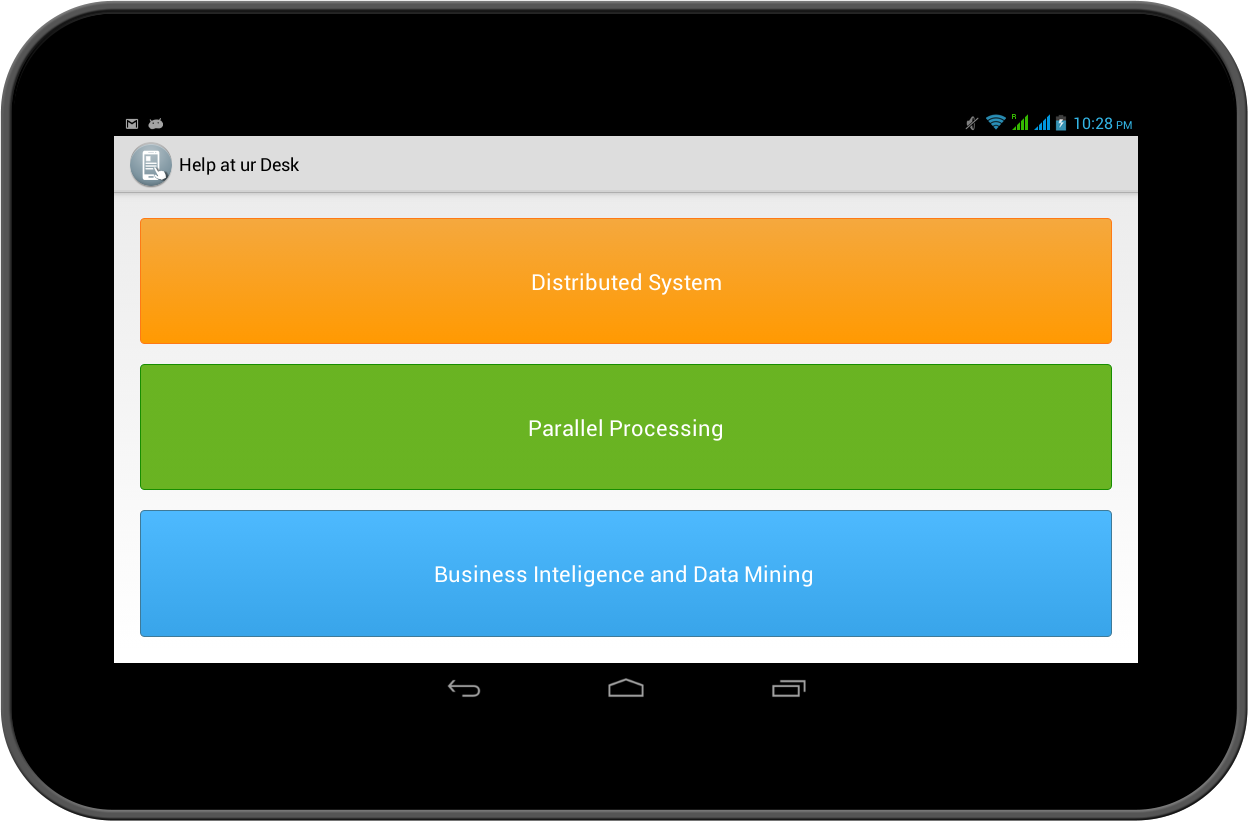 R
10:28 PM
Help at ur Desk
Distributed System
Parallel Processing
Business Inteligence and Data Mining